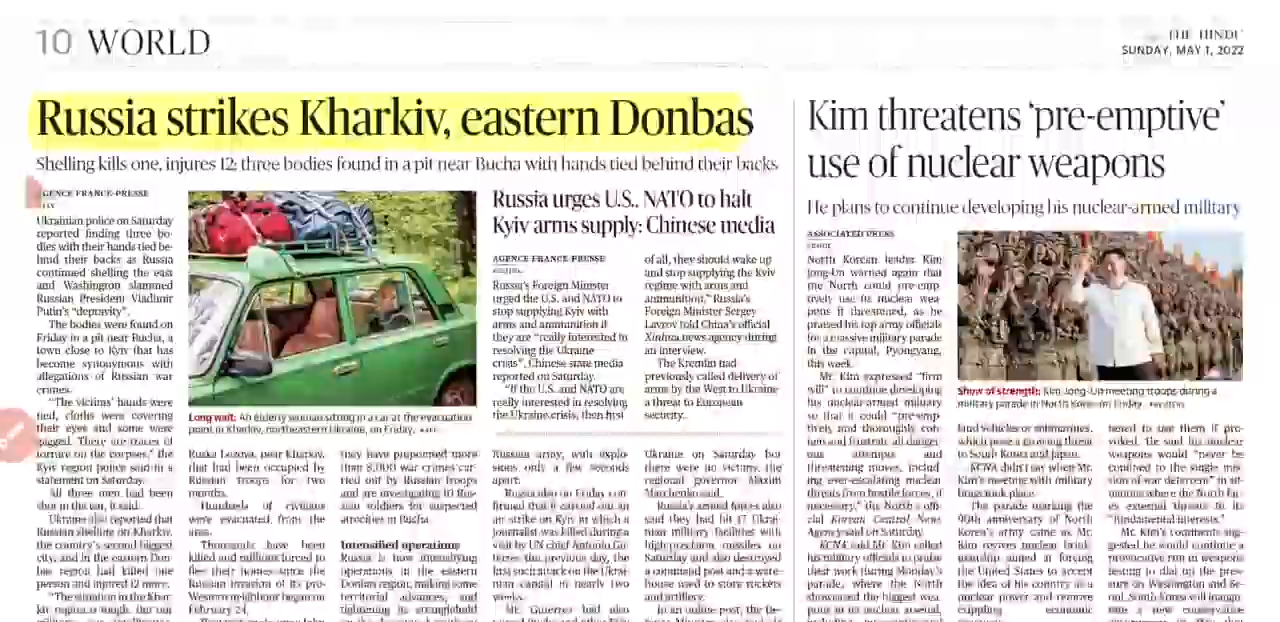 10 WORLD
THE HINDU
SUNDAY, MAY 1, 2022
Russia strikes Kharkiv, eastern Donbas
Shelling kills one, injures 12; three bodies found in a pit near Bucha with hands tied behind their backs
AGENCE FRANCE-PRESSE
Ukrainian police on Saturday
reported finding three bo-
dies with their hands tied be-
hind their backs as Russia
continued shelling the east
and Washington slammed
Russian President Vladimir
Putin's "depravity".
The bodies were found on
Friday in a pit near Bucha, a
town close to Kyiv that has
become synonymous with
allegations of Russian war
crimes.
"The victims' hands were
tied, cloths were covering
their eyes and some were
gagged. There are traces of
torture on the corpses," the
Kyiv region police said in a
statement on Saturday.
All three men had been
shot in the ear, it said.
Ukraine also reported that
Russian shelling on Kharkiv,
the country's second biggest
city, and in the eastern
region had killed one
person and injured 12 more.
"The situation in the Khar-
kiv region is tough. But our
Long wait: An elderly woman sitting in a car at the evacuation
point in Kharkiv, northeastern Ukraine, on Friday.
Ruska Lozova, near Kharkiv,
that had been occupied by
Russian troops for two
months.
Hundreds of civilians
were evacuated from the
area.
Thousands have been
killed and millions forced to
flee their homes since the
Russian invasion of its pro-
Western neighbour began on
February 24.
they have pinpointed more
than 8,000 war crimes car-
ried out by Russian troops
and are investigating 10 Rus-
sian soldiers for suspected
atrocities in Bucha.
Intensified operation
Russia is now intensifying
operations in the eastern
Donbas region, making some
territorial advances, and
tightening its stranglehold
Russia urges U.S., NATO to halt
Kyiv arms supply: Chinese media
AGENCE FRANCE-PRESSE
BEIJING
Russia's Foreign Minister
urged the U.S. and NATO to
stop supplying Kyiv with
arms and ammunition if
they are "really interested in
resolving the Ukraine
crisis", Chinese state media
reported on Saturday.
"If the U.S. and NATO are
really interested in resolving
the Ukraine crisis, then first
of all, they should wake up
and stop supplying the Kyiv
regime with arms and
ammunition," Russia's
Foreign Minister Sergey
Lavrov told China's official
Xinhua news agency during
an interview.
The Kremlin had
previously called delivery of
arms by the West to Ukraine
a threat to European
security.
Russian army, with explo-
sions only a few seconds
apart.
Russia also on Friday con-
firmed that it carried out an
air strike on Kyiv in which a
journalist was killed during a
visit by UN chief Antonio Gu-
terres the previous day, the
last such attack on the Ukrai-
nian capital in nearly two
weeks.
Mr. Guterres had also
Ukraine on Saturday but
there were no victims, the
regional governor Maxim
Marchenko said.
Russia's armed forces also
said they had hit 17 Ukrai-
nian military facilities with
high-precision missiles on
Saturday and also destroyed
a command post and a ware-
house used to store rockets
and artillery.
In an online post, the De-
Kim threatens 'pre-emptive'
use of nuclear weapons
He plans to continue developing his nuclear-armed military
ASSOCIATED PRESS
SEOUL
North Korean leader Kim
Jong-Un warned again that
the North could pre-emp-
tively use its nuclear wea-
pons if threatened, as he
praised his top army officials
for a massive military parade
in the capital, Pyongyang,
this week.
Mr. Kim expressed "firm
will" to continue developing
his nuclear-armed military
so that it could "pre-emp-
tively and thoroughly con-
tain and frustrate all danger-
ous attempts and
threatening moves, includ-
ing ever-escalating nuclear
threats from hostile forces, if
necessary," the North's offi-
cial Korean Central News
Agency said on Saturday.
KCNA said Mr. Kim called
his military officials to praise
their work during Monday's
parade, where the North
showcased the biggest wea-
pons in its nuclear arsenal,
Show of strength: Kim Jong-Un meeting troops during a
military parade in North Korea on Friday.
land vehicles or submarines,
which pose a growing threat
to South Korea and Japan.
KCNA didn't say when Mr.
Kim's meeting with military
brass took place.
The parade marking the
90th anniversary of North
Korea's army came as Mr.
Kim revives nuclear brink-
manship aimed at forcing
the United States to accept
the idea of his country as a
nuclear power and remove
crippling economic
tened to use them if pro-
voked. He said his nuclear
weapons would "never be
confined to the single mis-
sion of war deterrent" in sit-
uations where the North fac-
es external threats to its
"fundamental interests."
Mr. Kim's comments sug-
gested he would continue a
provocative run in weapons
testing to dial up the pres-
sure on Washington and Se-
oul. South Korea will inaugu-
rate a new conservative